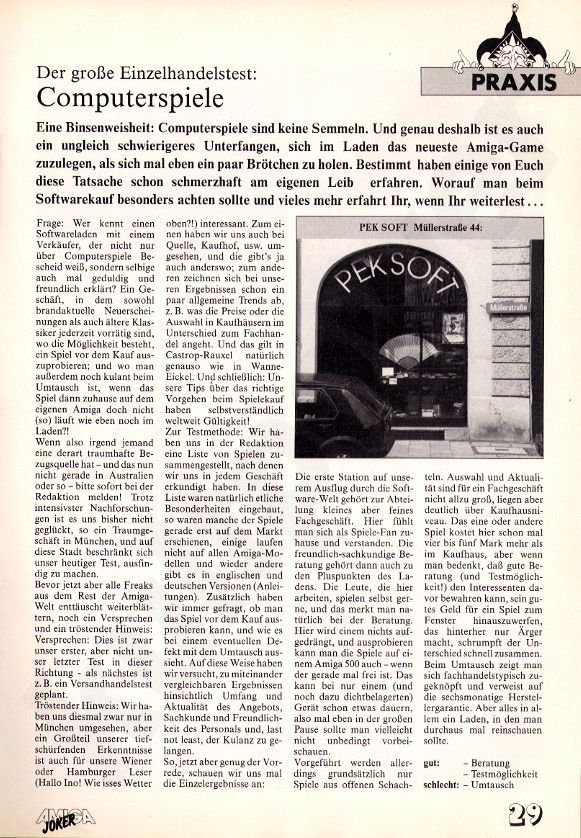 PRAXIS
Der große Einzelhandelstest:
Computerspiele
Eine Binsenweisheit: Computerspiele sind keine Semmeln. Und genau deshalb ist es auch
ein ungleich schwierigeres Unterfangen, sich im Laden das neueste Amiga-Game
zuzulegen, als sich mal eben ein paar Brötchen zu holen. Bestimmt haben einige von Euch
diese Tatsache schon schmerzhaft am eigenen Leib erfahren. Worauf man beim
Softwarekauf besonders achten sollte und vieles mehr erfahrt Ihr, wenn Ihr weiterlest . . .
Frage: Wer kennt einen
Softwareladen mit einem
Verkäufer, der nicht nur
über Computerspiele Be-
scheid weiß, sondern selbige
auch mal geduldig und
freundlich erklärt? Ein Ge-
schäft, in dem sowohl
brandaktuelle Neuerschei-
nungen als auch ältere Klas-
siker jederzeit vorrätig sind,
wo die Möglichkeit besteht,
ein Spiel vor dem Kauf aus-
zuprobieren; und wo man
außerdem noch kulant beim
Umtausch ist, wenn das
Spiel dann zuhause auf dem
eigenen Amiga doch nicht
(so) läuft wie eben noch im
Laden?!
Wenn also irgend jemand
eine derart traumhafte Be-
zugsquelle hat – und das nun
nicht gerade in Australien
oder so – bitte sofort bei der
Redaktion melden! Trotz
intensivster Nachforschun-
gen ist es uns bisher nicht
geglückt, so ein Traumge-
schäft in München, und auf
diese Stadt beschränkt sich
unser heutiger Test, ausfin-
dig zu machen.
Bevor jetzt aber alle Freaks
aus dem Rest der Amiga-
Welt enttäuscht weiterblät-
tern, noch ein Versprechen
und ein tröstender Hinweis:
Versprechen: Dies ist zwar
unser erster, aber nicht un-
ser letzter Test in dieser
Richtung - als nächstes ist
z. B. ein Versandhandelstest
geplant.
Tröstender Hinweis: Wir ha-
ben uns diesmal zwar nur in
München umgesehen, aber
ein Großteil unserer tief-
schürfenden Erkenntnisse
ist auch für unsere Wiener
oder Hamburger Leser
(Hallo Ino! Wie isses Wetter
oben?!) interessant. Zum ei-
nen haben wir uns auch bei
Quelle, Kaufhof, usw. um-
gesehen, und die gibt's ja
auch anderswo; zum ande-
ren zeichnen sich bei unse-
ren Ergebnissen schon ein
paar allgemeine Trends ab,
z. B. was die Preise oder die
Auswahl in Kaufhäusern im
Unterschied zum Fachhan-
del angeht. Und das gilt in
Castrop-Rauxel natürlich
genauso wie in Wanne-
Eickel. Und schließlich: Un-
sere Tips über das richtige
Vorgehen beim Spielekauf
haben selbstverständlich
weltweit Gültigkeit!
Zur Testmethode: Wir ha-
ben uns in der Redaktion
eine Liste von Spielen zu-
sammengestellt, nach denen
wir uns in jedem Geschäft
erkundigt haben. In diese
Liste waren natürlich etliche
Besonderheiten eingebaut,
so waren manche der Spiele
gerade erst auf dem Markt
erschienen, einige laufen
nicht auf allen Amiga-Mo-
dellen und wieder andere
gibt es in englischen und
deutschen Versionen (Anlei-
tungen). Zusätzlich haben
wir immer gefragt, ob man
das Spiel vor dem Kauf aus-
probieren kann, und wie es
bei einem eventuellen De-
fekt mit dem Umtausch aus-
sieht. Auf diese Weise haben
wir versucht, zu miteinander
vergleichbaren Ergebnissen
hinsichtlich Umfang und
Aktualität des Angebots,
Sachkunde und Freundlich-
keit des Personals und, last
not least, der Kulanz zu ge-
langen.
So, jetzt aber genug der Vor-
rede, schauen wir uns mal
die Einzelergebnisse an:
PEK SOFT Müllerstraße 44:
PEK SOFT
Müllerstraße
Die erste Station auf unse-
rem Ausflug durch die Soft-
ware-Welt gehört zur Abtei-
lung kleines aber feines
Fachgeschäft. Hier fühlt
man sich als Spiele-Fan zu-
hause und verstanden. Die
freundlich-sachkundige Be-
ratung gehört dann auch zu
den Pluspunkten des La-
dens. Die Leute, die hier
arbeiten, spielen selbst ger-
ne, und das merkt man na-
türlich bei der Beratung.
Hier wird einem nichts auf-
gedrängt, und ausprobieren
kann man die Spiele auf ei-
nem Amiga 500 auch – wenn
der gerade mal frei ist. Das
kann bei nur einem (und
noch dazu dichtbelagerten)
Gerät schon etwas dauern,
also mal eben in der großen
Pause sollte man vielleicht
nicht unbedingt vorbei-
schauen.
Vorgeführt werden aller-
dings grundsätzlich nur
Spiele aus offenen Schach-
teln. Auswahl und Aktuali-
tät sind für ein Fachgeschäft
nicht allzu groß, liegen aber
deutlich über Kaufhausni-
veau. Das eine oder andere
Spiel kostet hier schon mal
vier bis fünf Mark mehr als
im Kaufhaus, aber wenn
man bedenkt, daß gute Be-
ratung (und Testmöglich-
keit!) den Interessenten da-
vor bewahren kann, sein gu-
tes Geld für ein Spiel zum
Fenster hinauszuwerfen,
das hinterher nur Ärger
macht, schrumpft der Un-
terschied schnell zusammen.
Beim Umtausch zeigt man
sich fachhandelstypisch zu-
geknöpft und verweist auf
die sechsmonatige Herstel-
lergarantie. Aber alles in al-
lem ein Laden, in den man
durchaus mal reinschauen
sollte.
gut: – Beratung
– Testmöglichkeit
schlecht: – Umtausch
AMIGA
JOKER
29